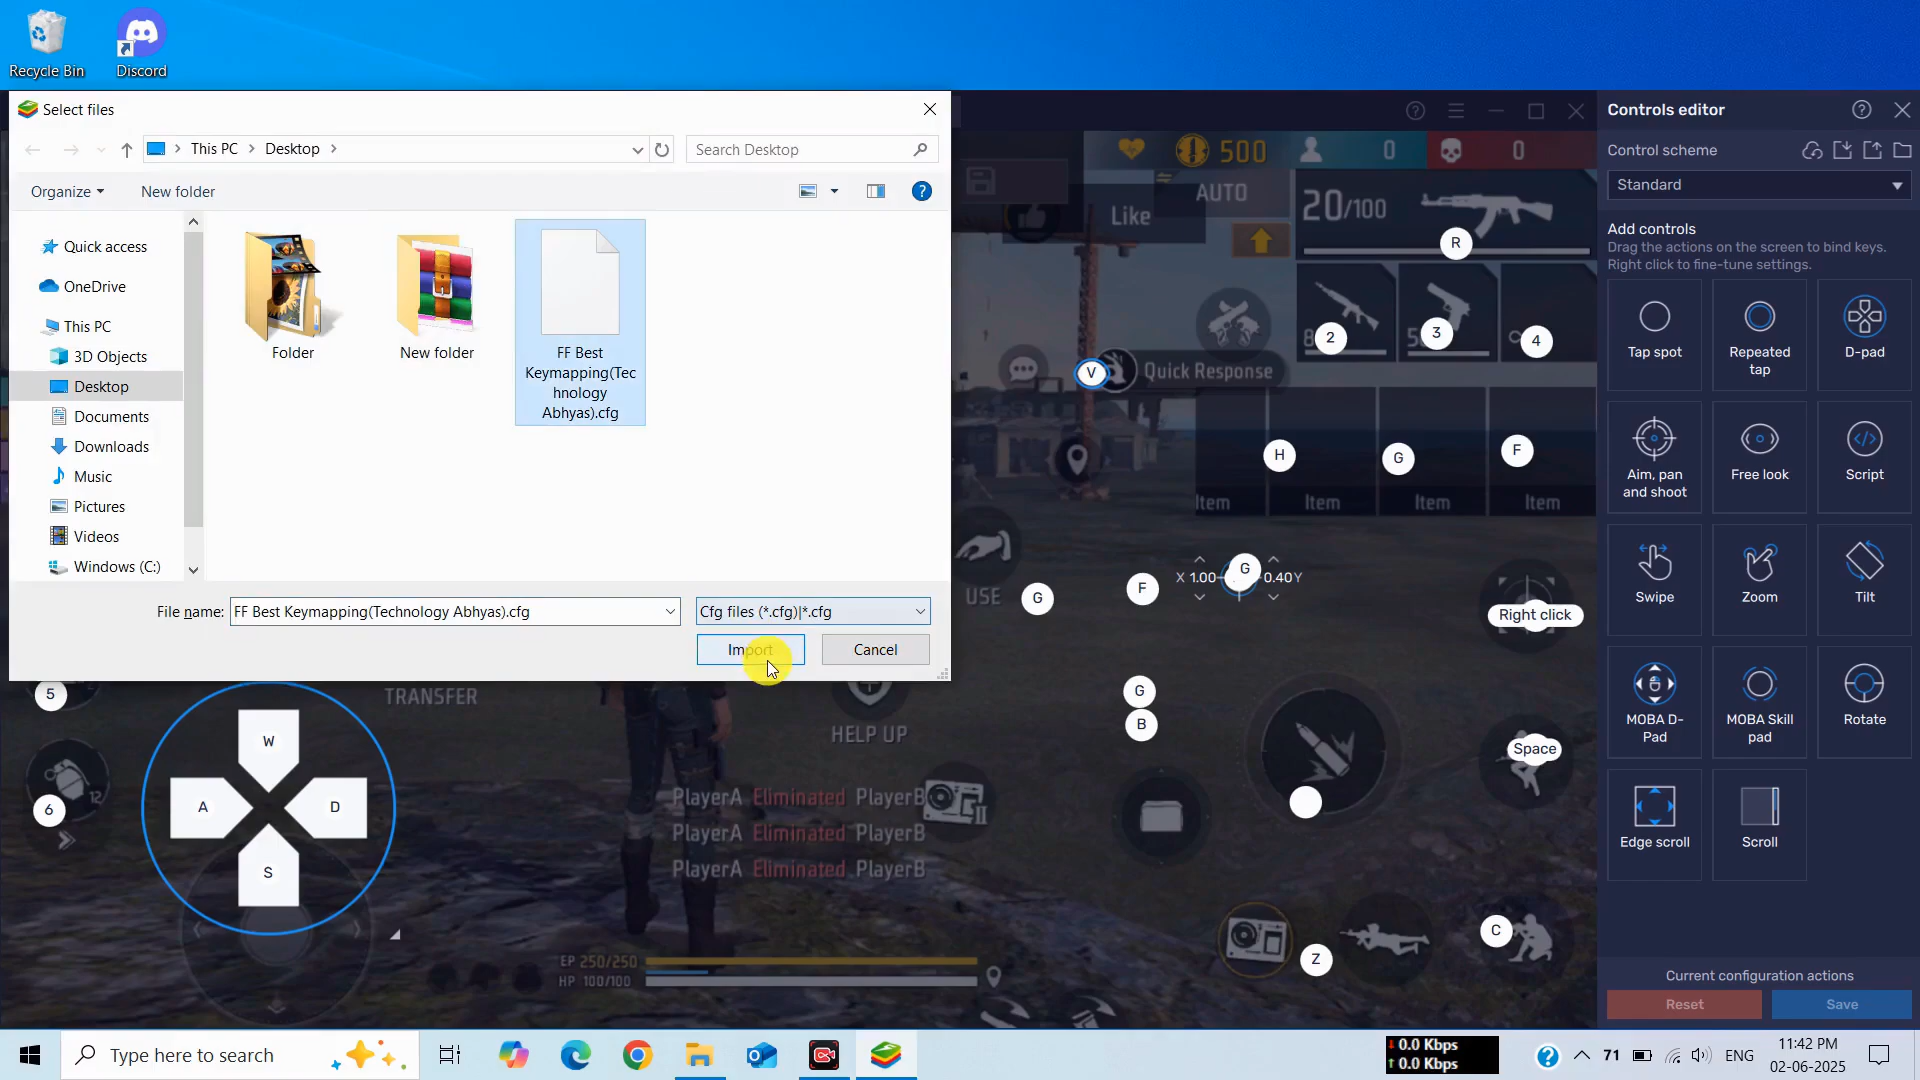 Recycle Bin
Discord
Select files
This PC
Desktop
Search Desktop
Organize
New folder
Quick access
OneDrive
This PC
3D Objects
Desktop
Documents
Downloads
Music
Pictures
Videos
Windows (C:)
Folder
New folder
FF Best
Keymapping(Tec
hnology
Abhyas).cfg
File name:
FF Best Keymapping(Technology Abhyas).cfg
Cfg files (*.cfg)|*.cfg
Import
Cancel
500
0
0
Like
AUTO
20/100
R
2
3
4
V
Quick Response
H
G
F
Item
Item
Item
Item
USE
G
F
X 1.00
G
0.40Y
Right click
G
B
Space
5
TRANSFER
HELP UP
W
A
D
S
6
12
PlayerA Eliminated PlayerB
PlayerA Eliminated PlayerB
PlayerA Eliminated PlayerB
EP 250/250
HP 100/100
Z
C
Controls editor
Control scheme
Standard
Add controls
Drag the actions on the screen to bind keys.
Right click to fine-tune settings.
Tap spot
Repeated
tap
D-pad
Aim, pan
and shoot
Free look
Script
Swipe
Zoom
Tilt
MOBA D-
Pad
MOBA Skill
pad
Rotate
Edge scroll
Scroll
Current configuration actions
Reset
Save
Type here to search
0.0 Kbps
0.0 Kbps
71
ENG
11:42 PM
02-06-2025